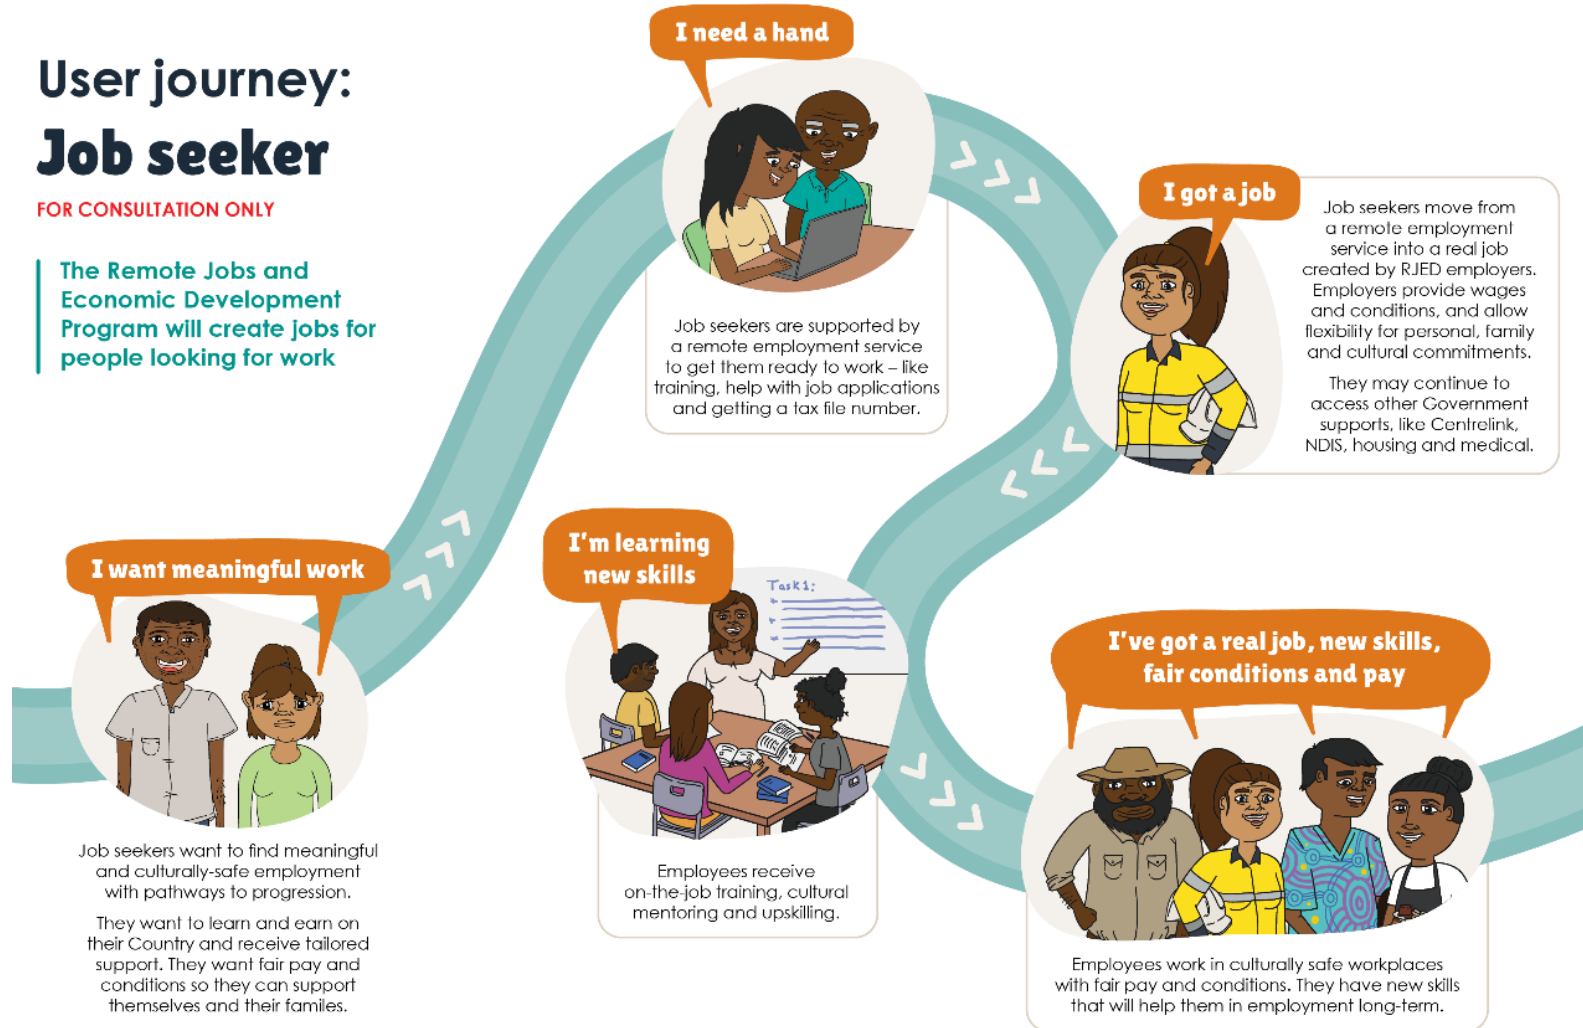 User journey:
Job seeker
FOR CONSULTATION ONLY
The Remote Jobs and
Economic Development
Program will create jobs for
people looking for work
I want meaningful work
Job seekers want to find meaningful
and culturally-safe employment
with pathways to progression.
They want to learn and earn on
their Country and receive tailored
support. They want fair pay and
conditions so they can support
themselves and their familes.
I need a hand
Job seekers are supported by
a remote employment service
to get them ready to work – like
training, help with job applications
and getting a tax file number.
I got a job
Job seekers move from
a remote employment
service into a real job
created by RJED employers.
Employers provide wages
and conditions, and allow
flexibility for personal, family
and cultural commitments.
They may continue to
access other Government
supports, like Centrelink,
NDIS, housing and medical.
I'm learning
new skills
Task1:
Employees receive
on-the-job training, cultural
mentoring and upskilling.
I've got a real job, new skills,
fair conditions and pay
Employees work in culturally safe workplaces
with fair pay and conditions. They have new skills
that will help them in employment long-term.